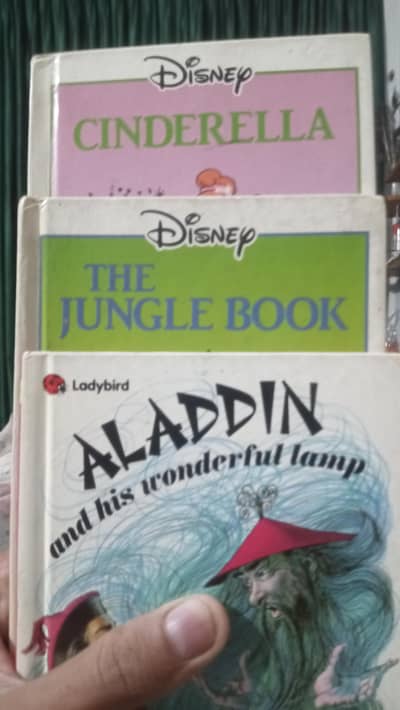 Disney
CINDERELLA
Disney
THE
JUNGLE BOOK
Ladybird
ALADDIN
and his wonderful lamp